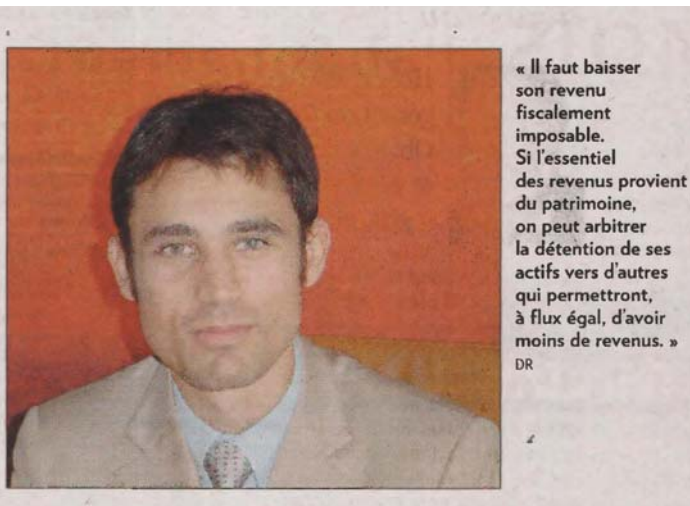 « Il faut baisser
son revenu
fiscalement
imposable.
Si l'essentiel
des revenus provient
du patrimoine,
on peut arbitrer
la détention de ses
actifs vers d'autres
qui permettront,
à flux égal, d'avoir
moins de revenus. »
DR